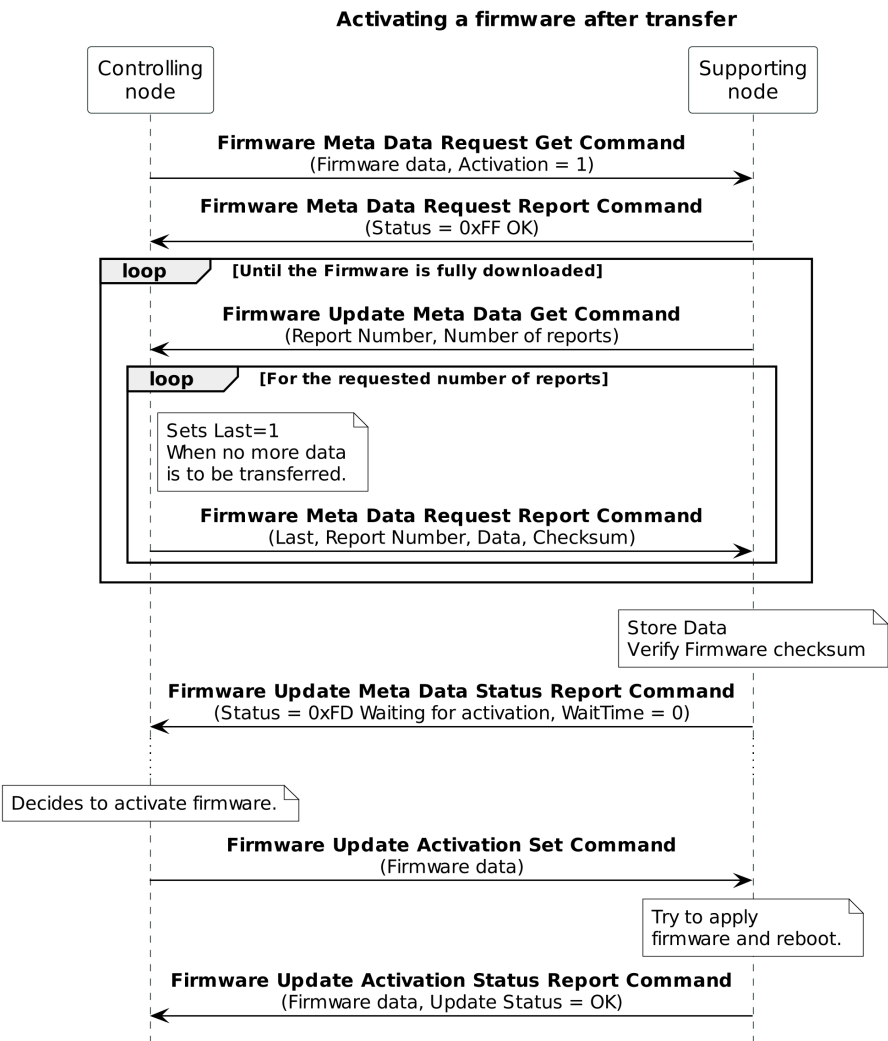 Activating a firmware after transfer
Controlling
node
Supporting
node
Firmware Meta Data Request Get Command
(Firmware data, Activation = 1)
Firmware Meta Data Request Report Command
(Status = 0xFF OK)
loop [Until the Firmware is fully downloaded]
Firmware Update Meta Data Get Command
(Report Number, Number of reports)
loop [For the requested number of reports]
Sets Last=1
When no more data
is to be transferred.
Firmware Meta Data Request Report Command
(Last, Report Number, Data, Checksum)
Store Data
Verify Firmware checksum
Firmware Update Meta Data Status Report Command
(Status = 0xFD Waiting for activation, WaitTime = 0)
Decides to activate firmware.
Firmware Update Activation Set Command
(Firmware data)
Try to apply
firmware and reboot.
Firmware Update Activation Status Report Command
(Firmware data, Update Status = OK)